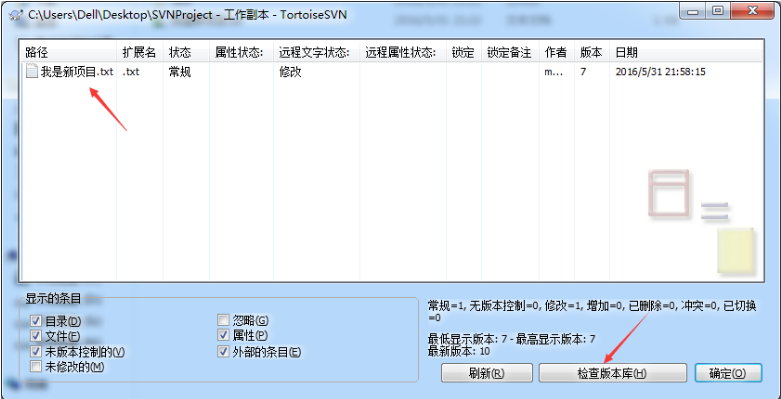 C:\Users\Dell\Desktop\SVNProject - 工作副本 - TortoiseSVN
路径 扩展名 状态 属性状态: 远程文字状态: 远程属性状态: 锁定 锁定备注 作者 版本 日期
我是新项目.txt .txt 常规 修改 m... 7 2016/5/31 21:58:15
显示的条目
目录(D) 忽略(G)
文件(F) 属性(P)
未版本控制的(V) 外部的条目(E)
未修改的(M)
常规=1, 无版本控制=0, 修改=1, 增加=0, 已删除=0, 冲突=0, 已切换
=0
最低显示版本: 7 - 最高显示版本: 7
最新版本: 10
刷新(R) 检查版本库(H) 确定(O)